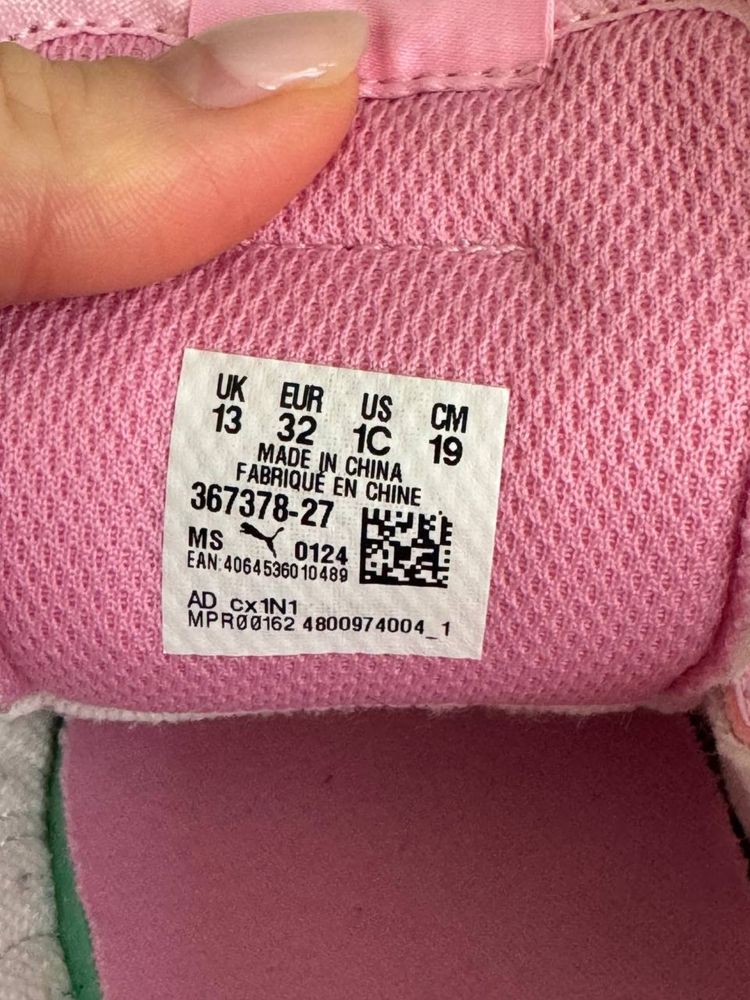 UK EUR US CM
13 32 1C 19
MADE IN CHINA
FABRIQUÉ EN CHINE
367378-27
MS 0124
EAN:4064536010489
AD cx1N1
MPR00162 4800974004_1